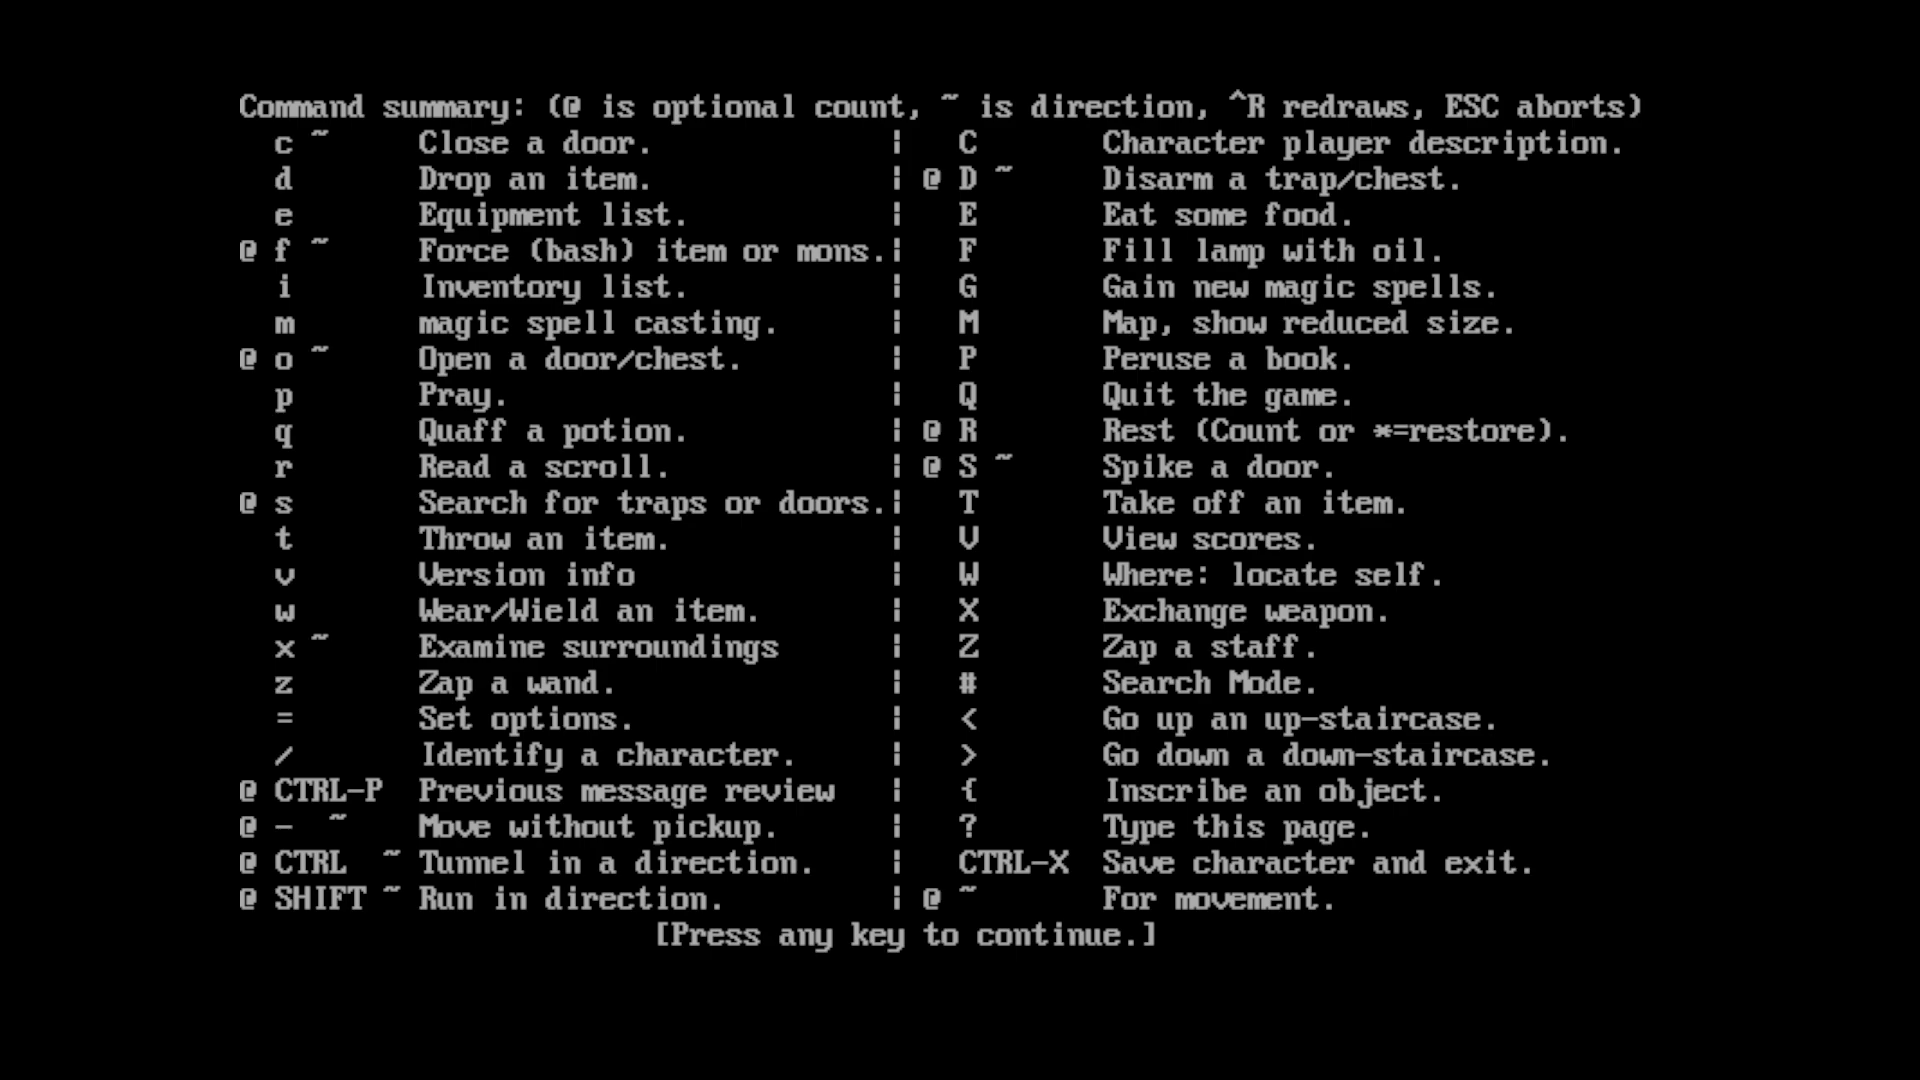 Command summary: (@ is optional count, ~ is direction, ^R redraws, ESC aborts)
  c ~     Close a door.             |   C       Character player description.
  d       Drop an item.             | @ D ~     Disarm a trap/chest.
  e       Equipment list.           |   E       Eat some food.
@ f ~     Force (bash) item or mons.|   F       Fill lamp with oil.
  i       Inventory list.           |   G       Gain new magic spells.
  m       magic spell casting.      |   M       Map, show reduced size.
@ o ~     Open a door/chest.        |   P       Peruse a book.
  p       Pray.                     |   Q       Quit the game.
  q       Quaff a potion.           | @ R       Rest (Count or *=restore).
  r       Read a scroll.            | @ S ~     Spike a door.
@ s       Search for traps or doors.|   T       Take off an item.
  t       Throw an item.            |   V       View scores.
  v       Version info              |   W       Where: locate self.
  w       Wear/Wield an item.       |   X       Exchange weapon.
  x ~     Examine surroundings      |   Z       Zap a staff.
  z       Zap a wand.               |   #       Search Mode.
  =       Set options.              |   <       Go up an up-staircase.
  /       Identify a character.     |   >       Go down a down-staircase.
@ CTRL-P  Previous message review   |   {       Inscribe an object.
@ -  ~    Move without pickup.      |   ?       Type this page.
@ CTRL  ~ Tunnel in a direction.    |   CTRL-X  Save character and exit.
@ SHIFT ~ Run in direction.         | @ ~       For movement.
                       [Press any key to continue.]